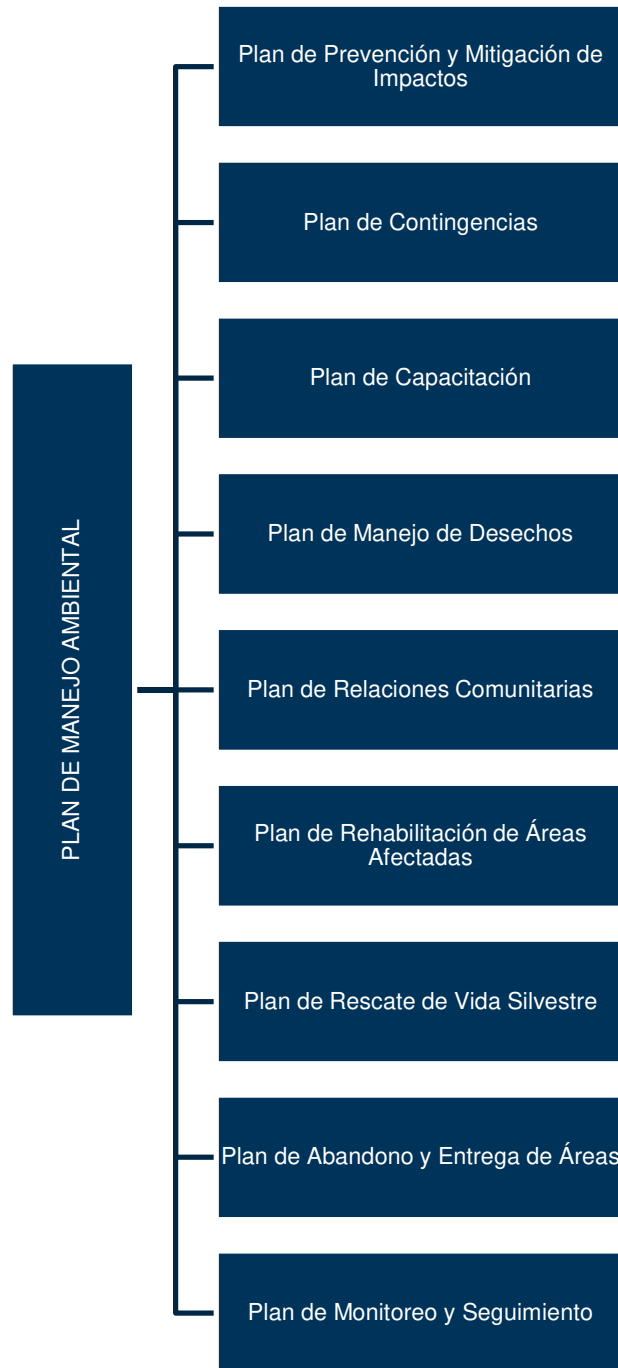 PLAN DE MANEJO AMBIENTAL
Plan de Prevención y Mitigación de
Impactos
Plan de Contingencias
Plan de Capacitación
Plan de Manejo de Desechos
Plan de Relaciones Comunitarias
Plan de Rehabilitación de Áreas
Afectadas
Plan de Rescate de Vida Silvestre
Plan de Abandono y Entrega de Áreas
Plan de Monitoreo y Seguimiento